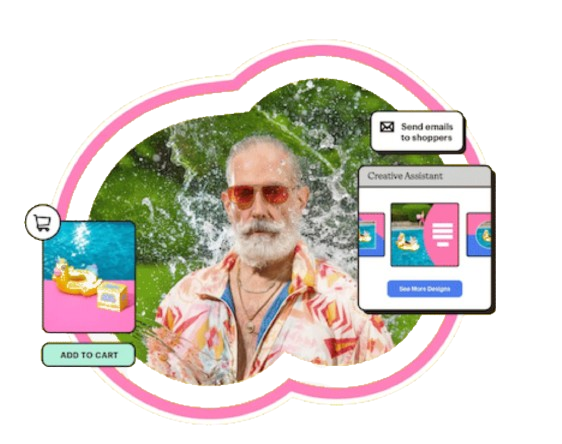 Send emails
to shoppers
Creative Assistant
See More Designs
ADD TO CART